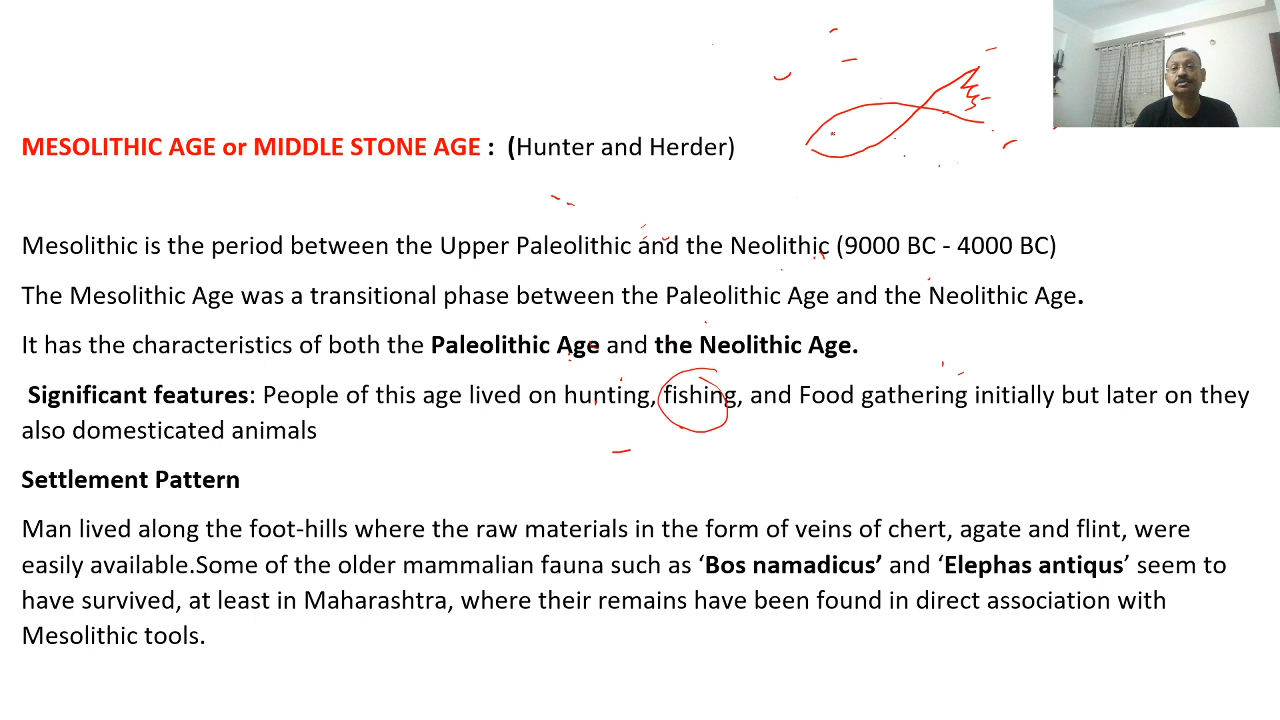 MESOLITHIC AGE or MIDDLE STONE AGE : (Hunter and Herder)
Mesolithic is the period between the Upper Paleolithic and the Neolithic (9000 BC - 4000 BC)
The Mesolithic Age was a transitional phase between the Paleolithic Age and the Neolithic Age.
It has the characteristics of both the Paleolithic Age and the Neolithic Age.
Significant features: People of this age lived on hunting, fishing, and Food gathering initially but later on they
also domesticated animals
Settlement Pattern
Man lived along the foot-hills where the raw materials in the form of veins of chert, agate and flint, were
easily available.Some of the older mammalian fauna such as ‘Bos namadicus’ and ‘Elephas antiqus’ seem to
have survived, at least in Maharashtra, where their remains have been found in direct association with
Mesolithic tools.